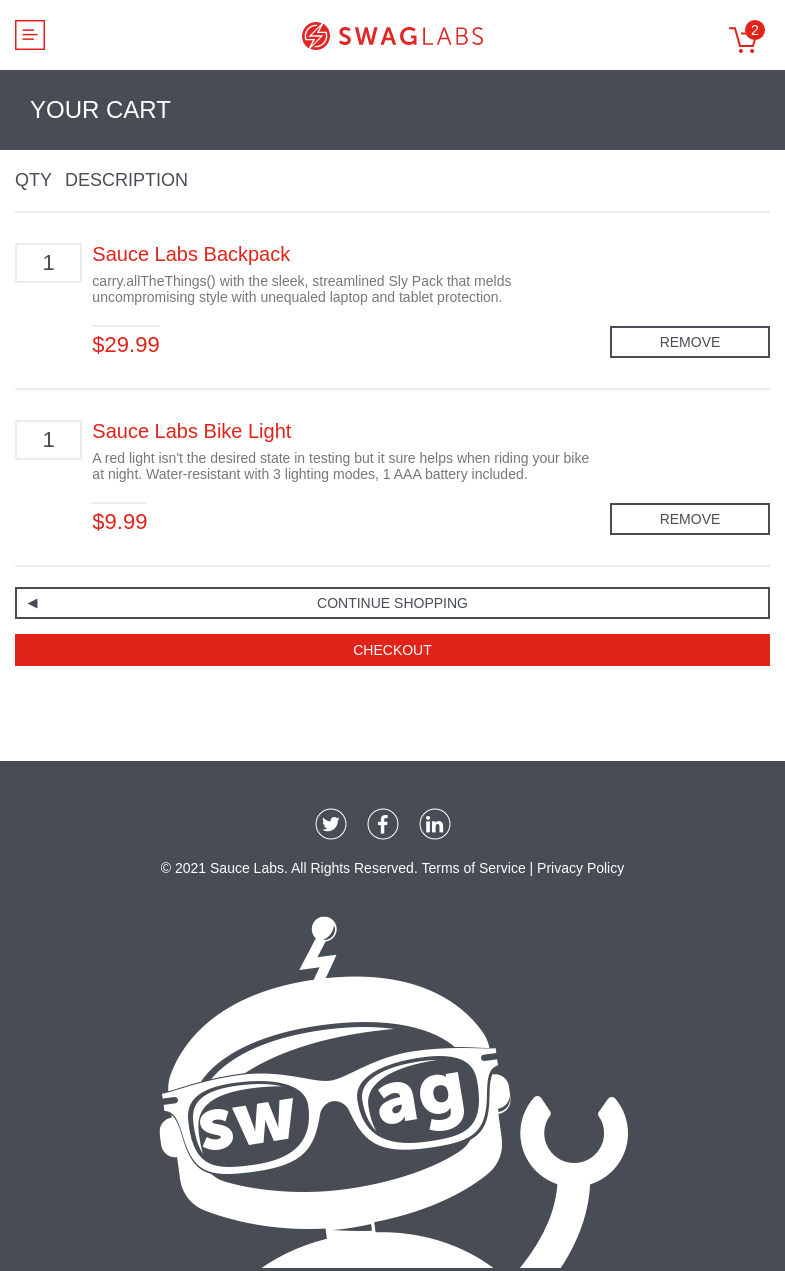 SWAGLABS
2
YOUR CART
QTY DESCRIPTION
1
Sauce Labs Backpack
carry.allTheThings() with the sleek, streamlined Sly Pack that melds
uncompromising style with unequaled laptop and tablet protection.
$29.99
REMOVE
1
Sauce Labs Bike Light
A red light isn't the desired state in testing but it sure helps when riding your bike
at night. Water-resistant with 3 lighting modes, 1 AAA battery included.
$9.99
REMOVE
CONTINUE SHOPPING
CHECKOUT
© 2021 Sauce Labs. All Rights Reserved. Terms of Service | Privacy Policy
sw ag